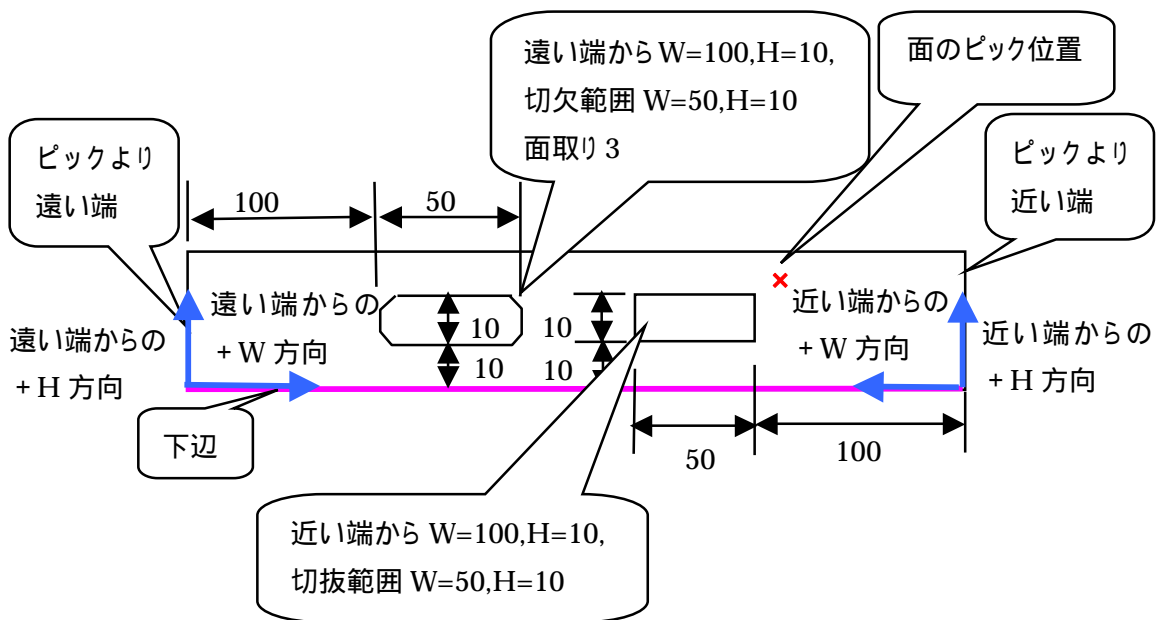 遠い端から W=100,H=10,
切欠範囲 W=50,H=10
面取り 3
面のピック位置
ピックより
遠い端
ピックより
近い端
100
50
遠い端からの
+ W 方向
遠い端からの
+ H 方向
10
10
10
10
近い端からの
+ W 方向
近い端からの
+ H 方向
下辺
50
100
近い端から W=100,H=10,
切抜範囲 W=50,H=10